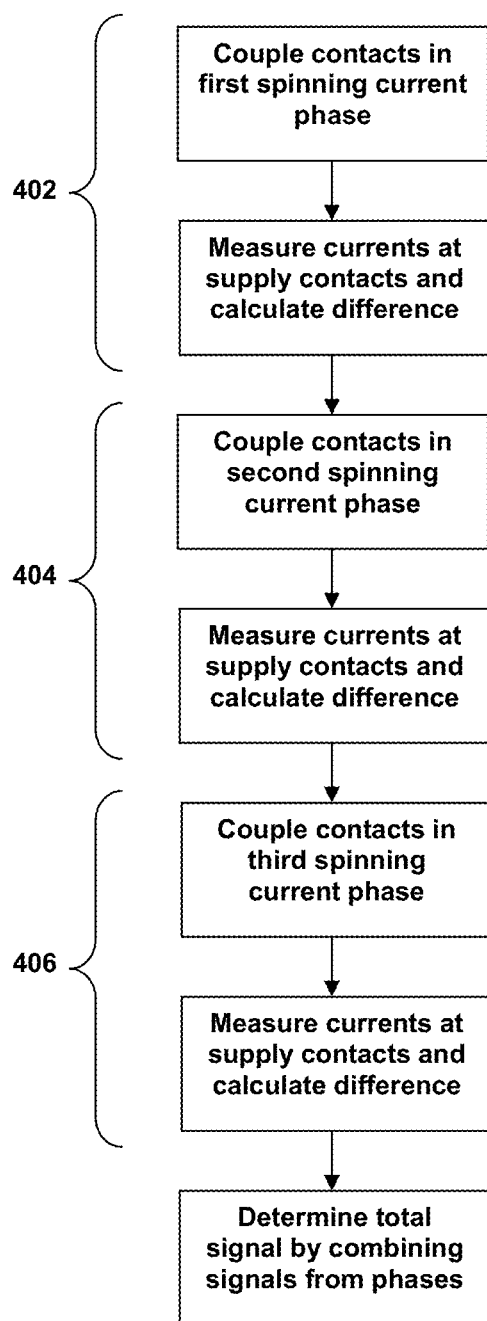 Couple contacts in
first spinning current
phase
402
Measure currents at
supply contacts and
calculate difference
Couple contacts in
second spinning
current phase
404
Measure currents at
supply contacts and
calculate difference
Couple contacts in
third spinning
current phase
406
Measure currents at
supply contacts and
calculate difference
Determine total
signal by combining
signals from phases